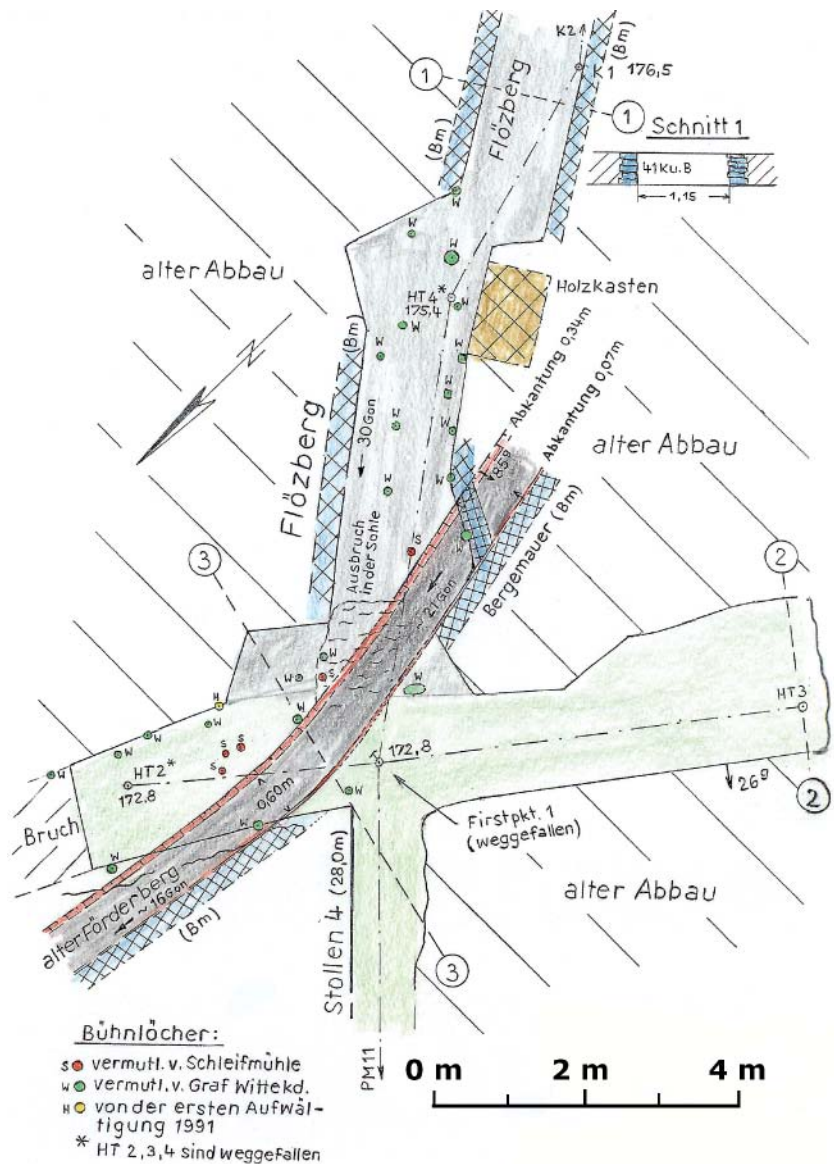 K2
(Bm)
K1 176,5
1
1
Schnitt 1
41Ku.B
1,15
Flözberg
(Bm)
W
W
W
alter Abbau
HT4*
175,4
W
W
W
W
Holzkasten
(Bm)
Abkantung 0,34m
Abkantung 0,07m
W
W
W
30 Gon
Flözberg
alter Abbau
W
W
85g
S
W
Ausbruch
in der Sohle
Bergemauer (Bm)
3
2
21 Gon
W
W
S
W
H
W
W
W
HT3
W
S
S
S
W
HT2*
172,8
172,8
0,60m
W
26g
2
Bruch
Firstpkt. 1
(weggefallen)
W
W
alter Abbau
alter Förderberg
~16 Gon
(Bm)
Stollen 4 (28,0m)
3
PM11
Bühnlöcher:
S vermutl. v. Schleifmühle
W vermutl. v. Graf Wittekd.
H von der ersten Aufwäl-
tigung 1991
* HT 2,3,4 sind weggefallen
0 m 2 m 4 m